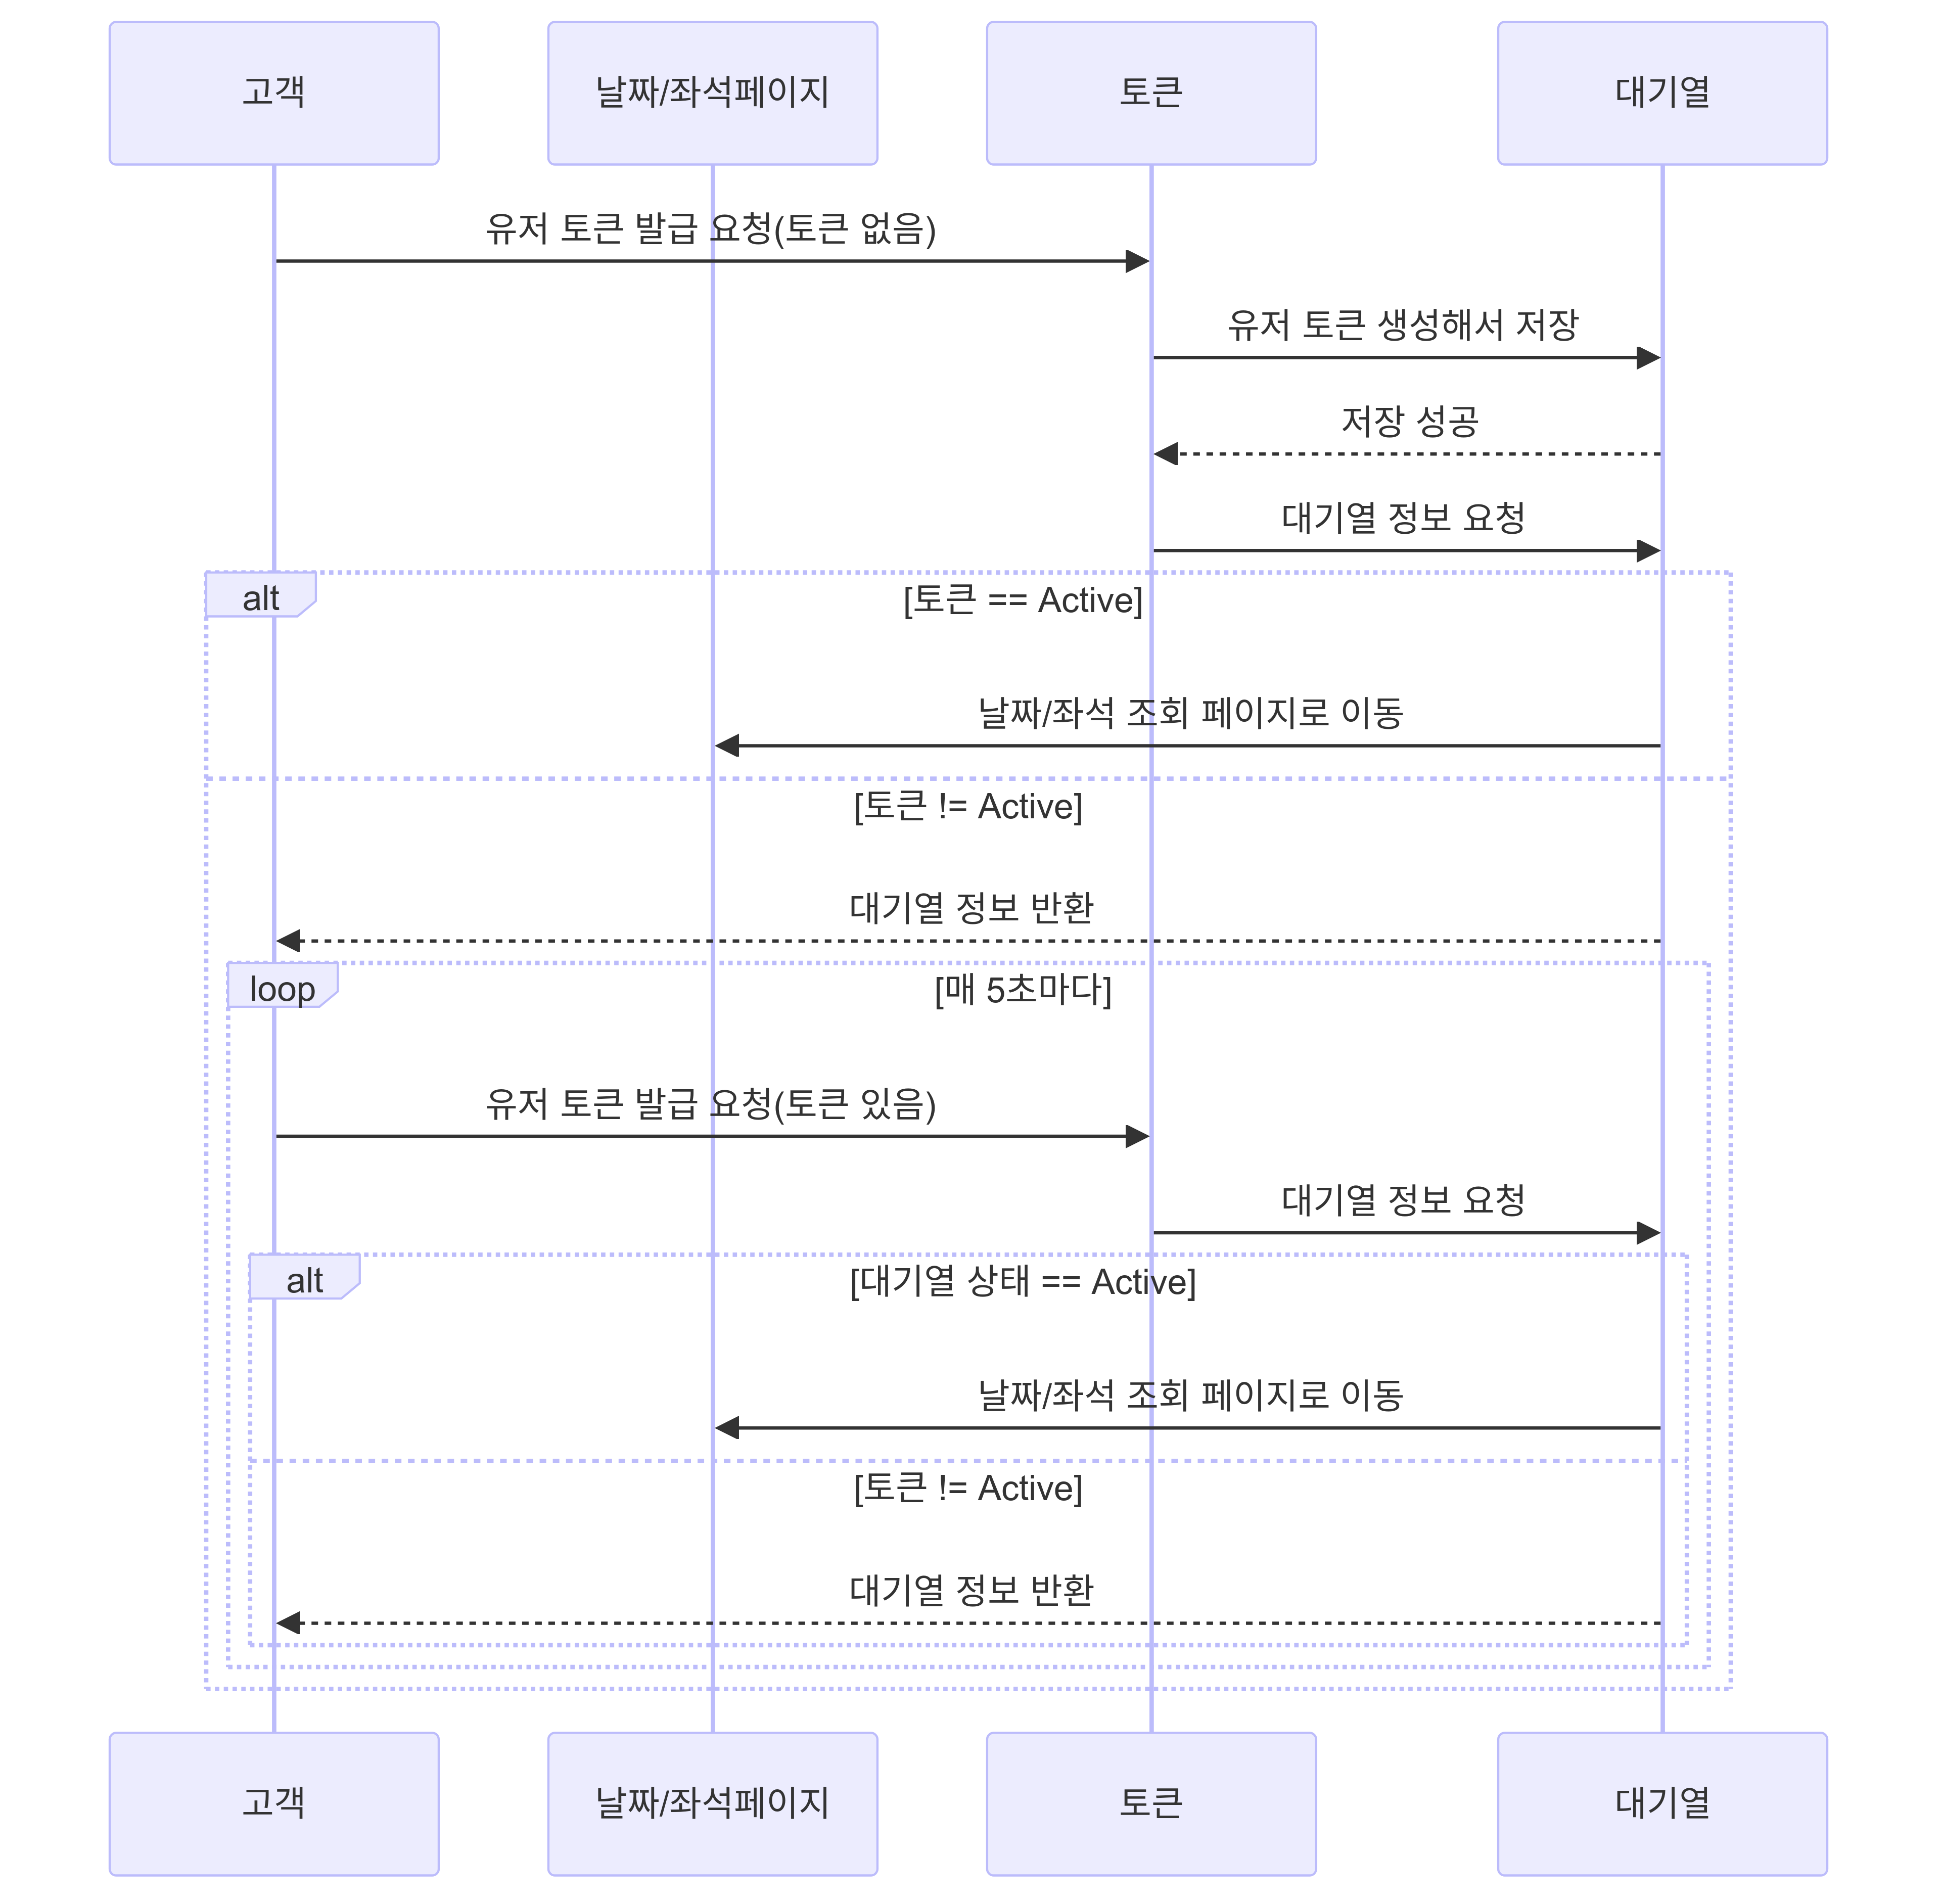 고객
날짜/좌석페이지
토큰
대기열
유저 토큰 발급 요청(토큰 없음)
유저 토큰 생성해서 저장
저장 성공
대기열 정보 요청
alt
[토큰 == Active]
날짜/좌석 조회 페이지로 이동
[토큰 != Active]
대기열 정보 반환
loop
[매 5초마다]
유저 토큰 발급 요청(토큰 있음)
대기열 정보 요청
alt
[대기열 상태 == Active]
날짜/좌석 조회 페이지로 이동
[토큰 != Active]
대기열 정보 반환
고객
날짜/좌석페이지
토큰
대기열